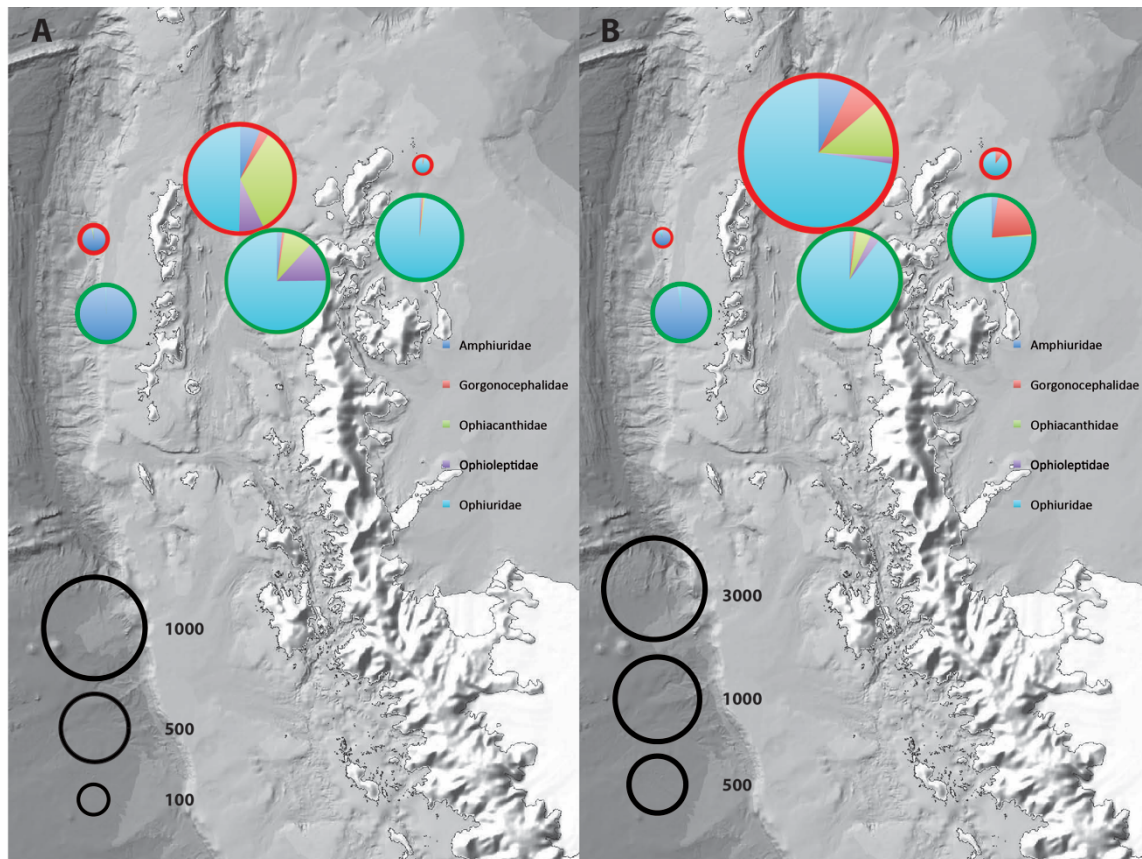 A
Amphiuridae
Gorgonocephalidae
Ophiacanthidae
Ophioleptidae
Ophiuridae
1000
500
100
B
Amphiuridae
Gorgonocephalidae
Ophiacanthidae
Ophioleptidae
Ophiuridae
3000
1000
500